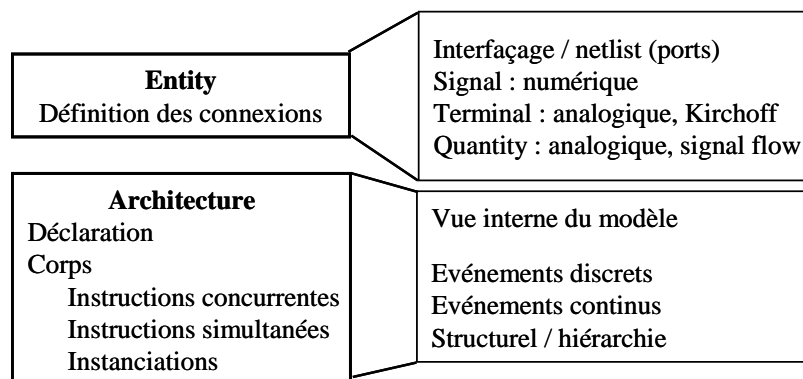 Entity
Définition des connexions
Interfaçage / netlist (ports)
Signal : numérique
Terminal : analogique, Kirchoff
Quantity : analogique, signal flow
Architecture
Déclaration
Corps
Instructions concurrentes
Instructions simultanées
Instanciations
Vue interne du modèle
Evénements discrets
Evénements continus
Structurel / hiérarchie